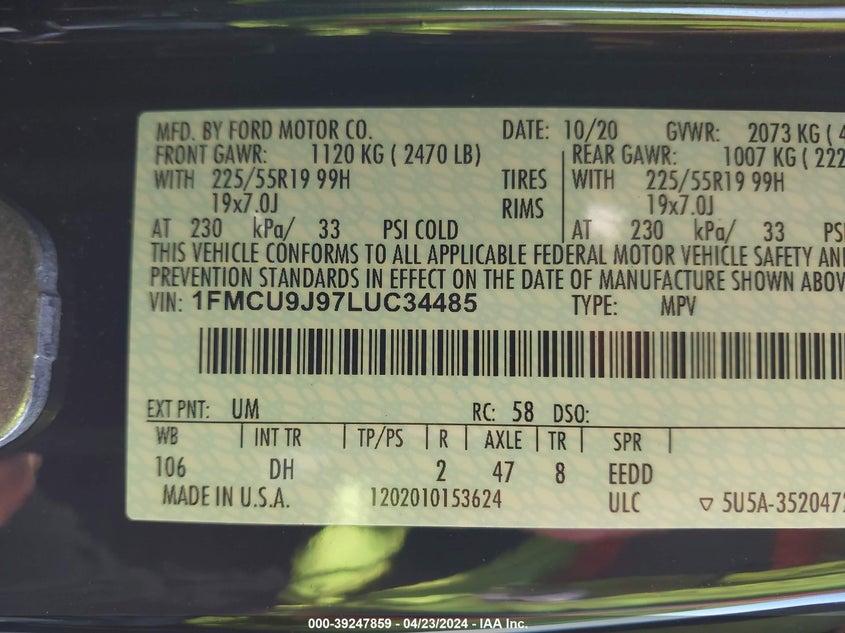 MFD. BY FORD MOTOR CO. DATE: 10/20 GVWR: 2073 KG ( 4
FRONT GAWR: 1120 KG ( 2470 LB) REAR GAWR: 1007 KG ( 222
WITH 225/55R19 99H TIRES WITH 225/55R19 99H
19x7.0J RIMS 19x7.0J
AT 230 kPa/ 33 PSI COLD AT 230 kPa/ 33 PSI
THIS VEHICLE CONFORMS TO ALL APPLICABLE FEDERAL MOTOR VEHICLE SAFETY AND
PREVENTION STANDARDS IN EFFECT ON THE DATE OF MANUFACTURE SHOWN ABOV
VIN: 1FMCU9J97LUC34485 TYPE: MPV
EXT PNT: UM RC: 58 DSO:
WB INT TR TP/PS R AXLE TR SPR
106 DH 2 47 8 EEDD
MADE IN U.S.A. 1202010153624 ULC ▽ 5U5A-3520472
000-39247859 - 04/23/2024 - IAA Inc.